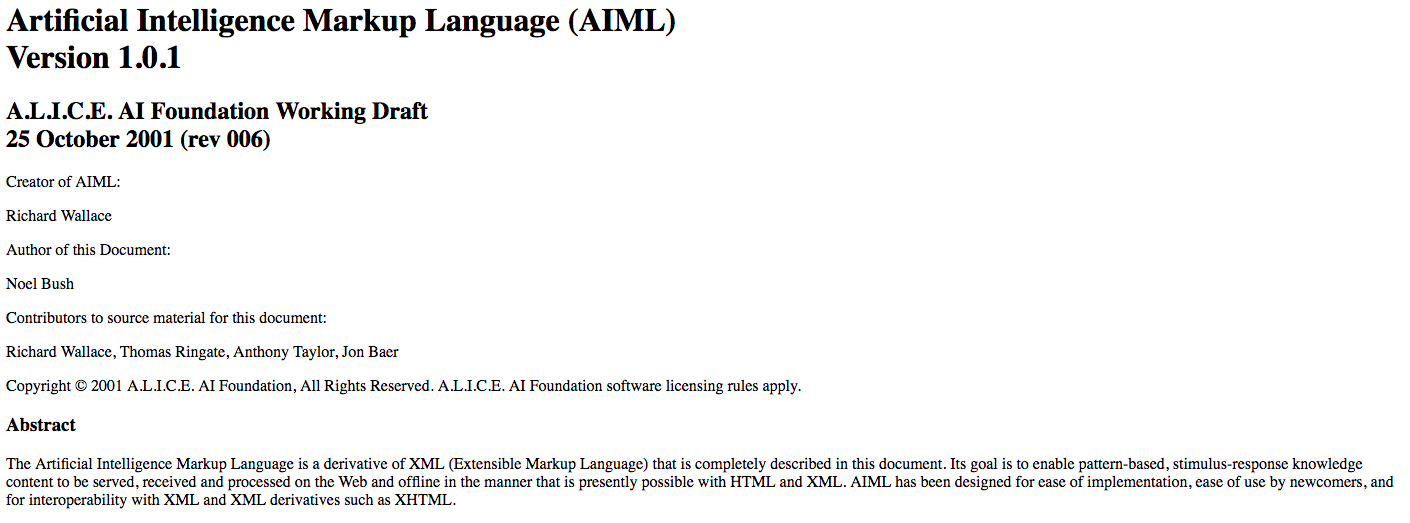 Artificial Intelligence Markup Language (AIML)
Version 1.0.1
A.L.I.C.E. AI Foundation Working Draft
25 October 2001 (rev 006)
Creator of AIML:
Richard Wallace
Author of this Document:
Noel Bush
Contributors to source material for this document:
Richard Wallace, Thomas Ringate, Anthony Taylor, Jon Baer
Copyright © 2001 A.L.I.C.E. AI Foundation, All Rights Reserved. A.L.I.C.E. AI Foundation software licensing rules apply.
Abstract
The Artificial Intelligence Markup Language is a derivative of XML (Extensible Markup Language) that is completely described in this document. Its goal is to enable pattern-based, stimulus-response knowledge
content to be served, received and processed on the Web and offline in the manner that is presently possible with HTML and XML. AIML has been designed for ease of implementation, ease of use by newcomers, and
for interoperability with XML and XML derivatives such as XHTML.